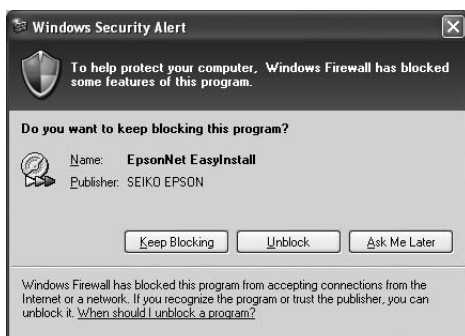 Windows Security Alert
To help protect your computer, Windows Firewall has blocked
some features of this program.
Do you want to keep blocking this program?
Name: EpsonNet EasyInstall
Publisher: SEIKO EPSON
Keep Blocking Unblock Ask Me Later
Windows Firewall has blocked this program from accepting connections from the
Internet or a network. If you recognize the program or trust the publisher, you can
unblock it. When should I unblock a program?